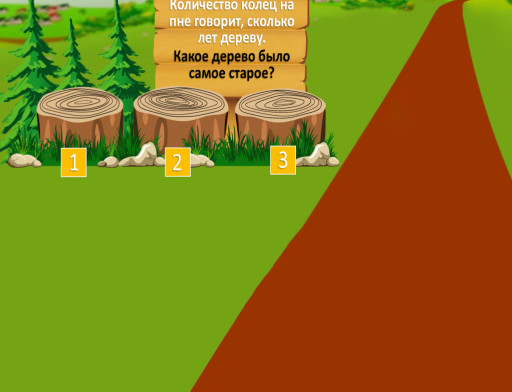 Количество колец на
пне говорит, сколько
лет дереву.
Какое дерево было
самое старое?
1
2
3